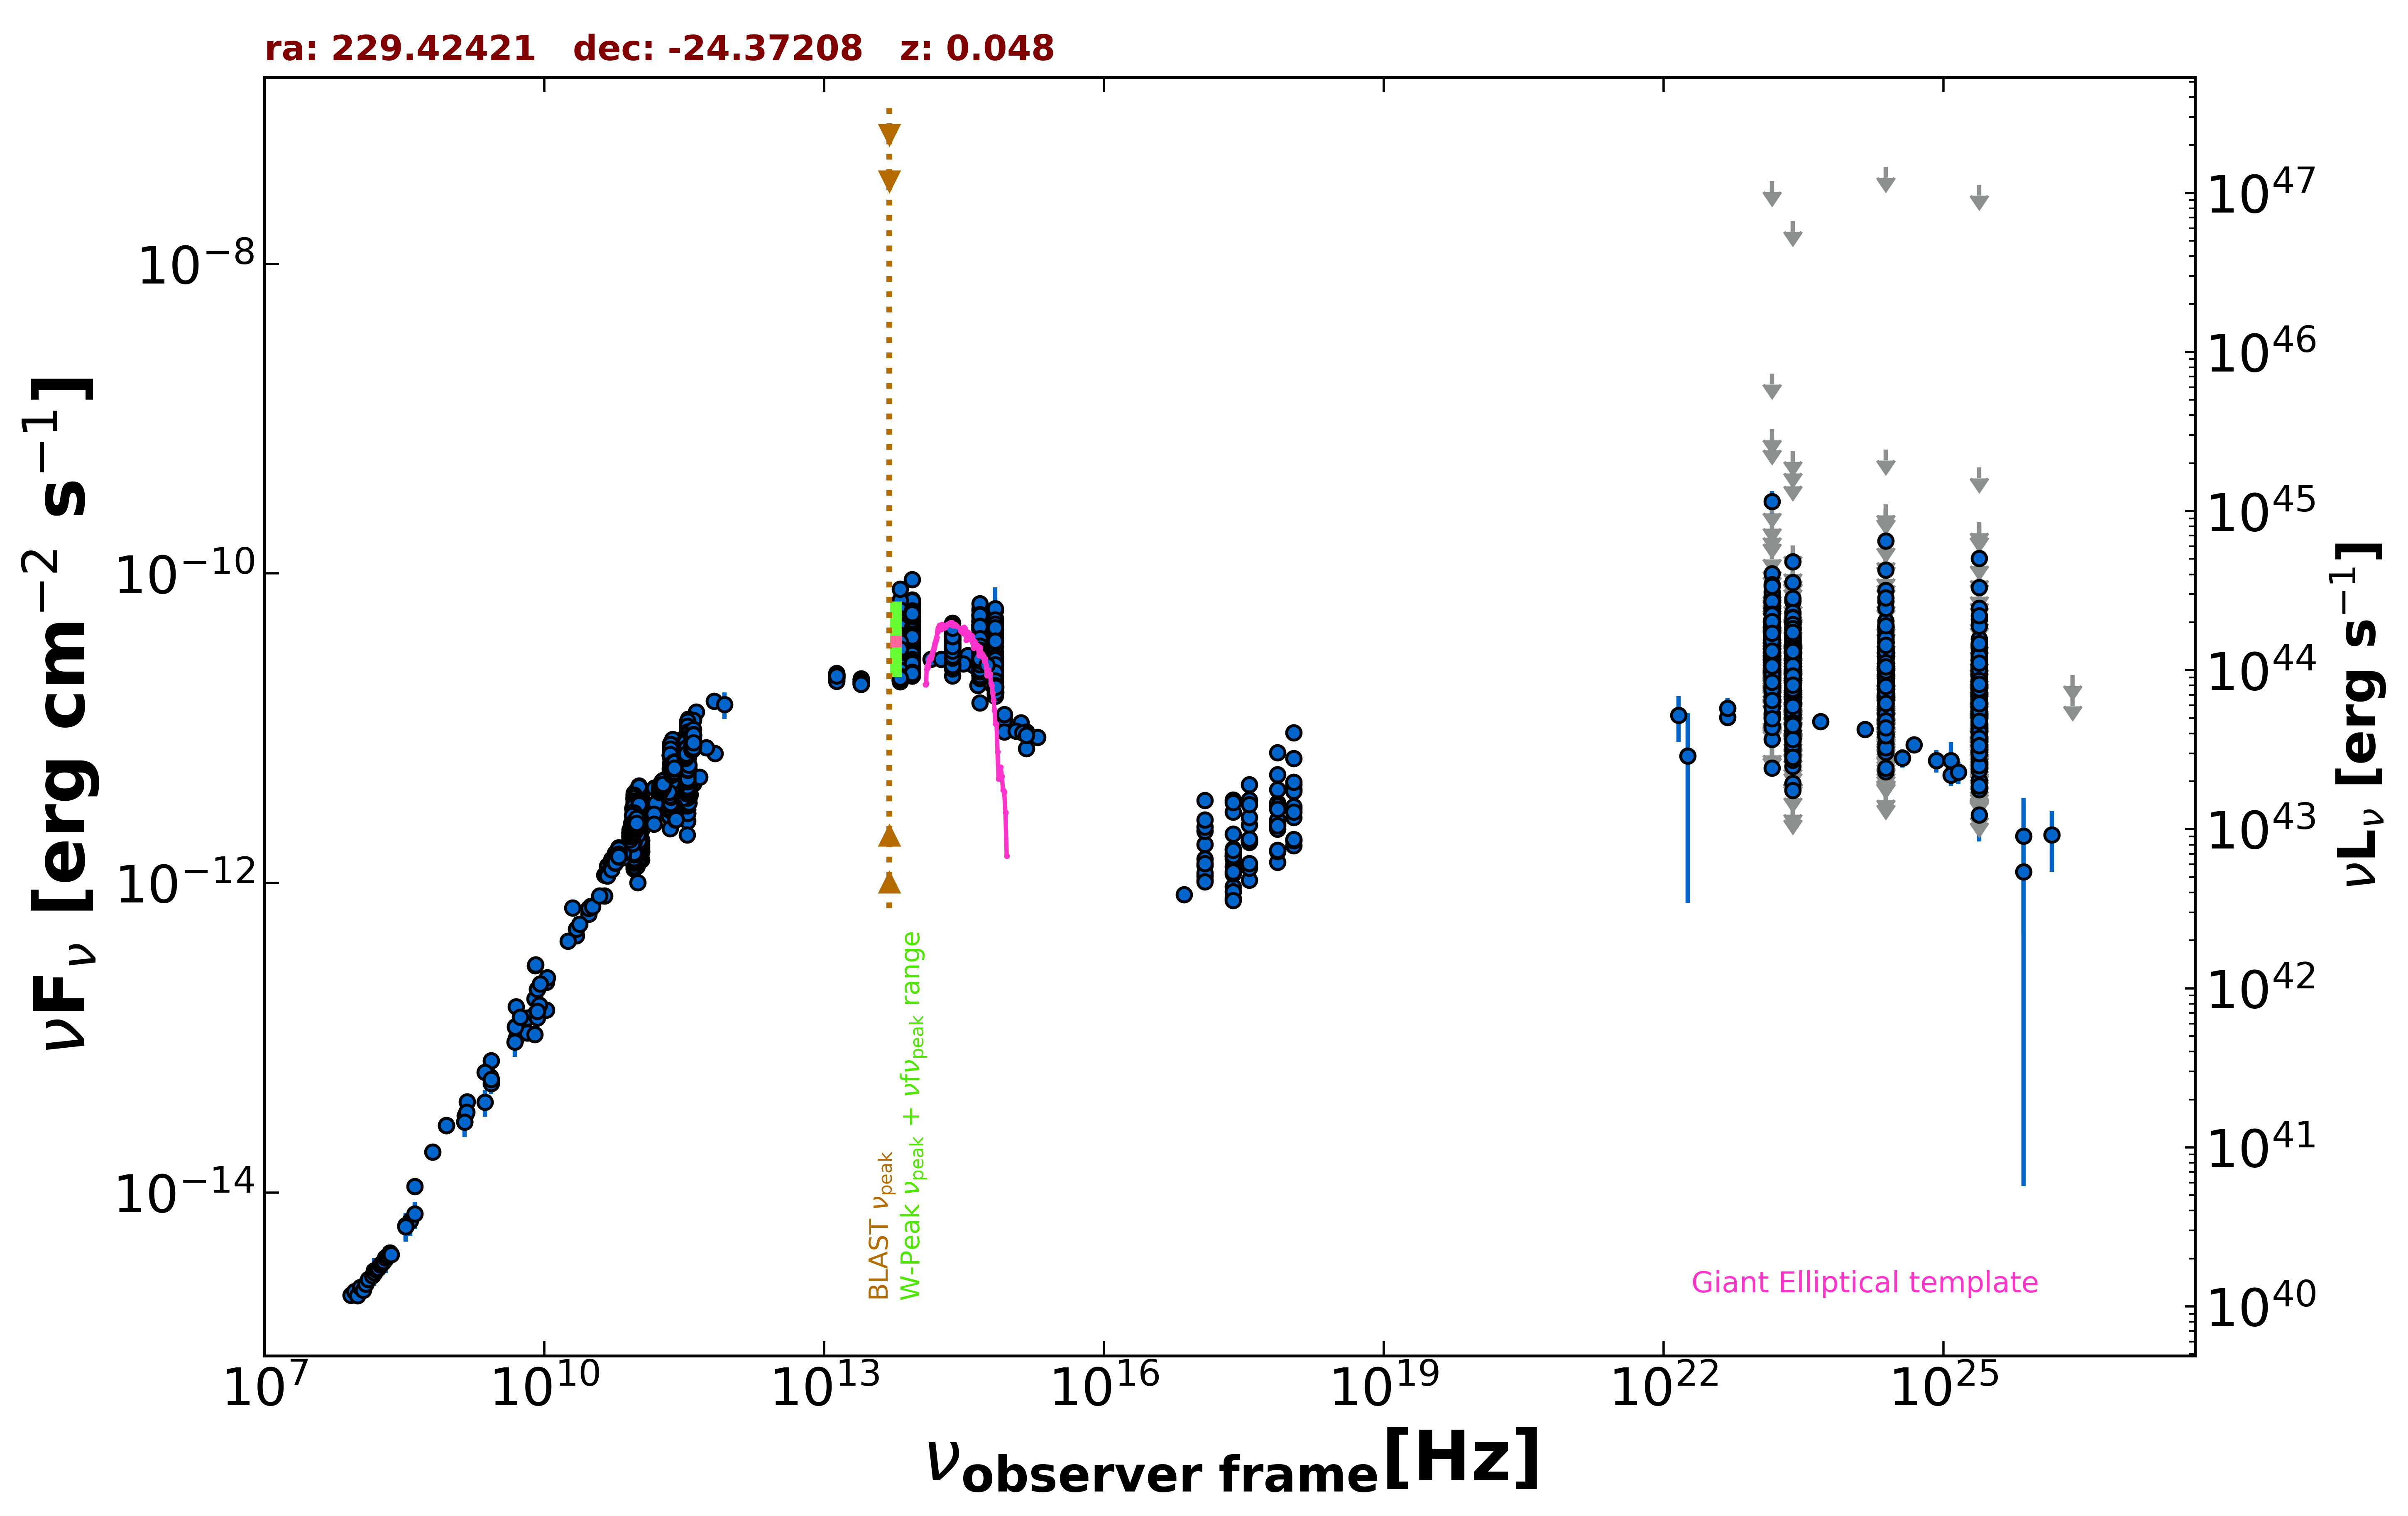 ra: 229.42421   dec: -24.37208   z: 0.048
νF_ν [erg cm^−2 s^−1]
10^−8
10^−10
10^−12
10^−14
10^47
10^46
10^45
10^44
10^43
10^42
10^41
10^40
νL_ν [erg s^−1]
BLAST ν_peak
W-Peak ν_peak + νfν_peak range
Giant Elliptical template
10^7 10^10 10^13 10^16 10^19 10^22 10^25
ν_observer frame [Hz]